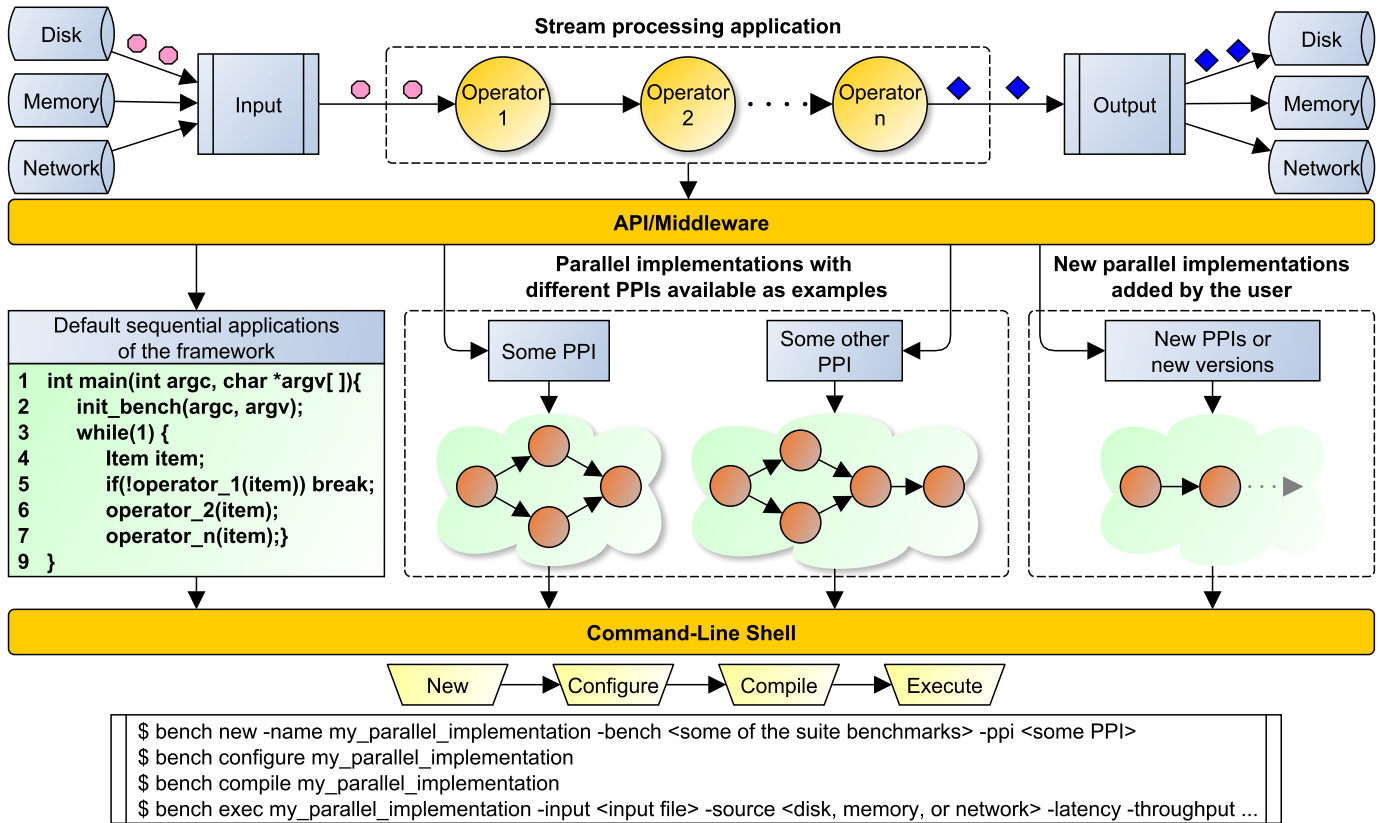 Stream processing application
Disk
Memory
Network
Input
Operator
1
Operator
2
Operator
n
Output
Disk
Memory
Network
API/Middleware
Parallel implementations with
different PPIs available as examples
New parallel implementations
added by the user
Default sequential applications
of the framework
1 int main(int argc, char *argv[ ]){
2 init_bench(argc, argv);
3 while(1) {
4 Item item;
5 if(!operator_1(item)) break;
6 operator_2(item);
7 operator_n(item);}
9 }
Some PPI
Some other
PPI
New PPIs or
new versions
Command-Line Shell
New
Configure
Compile
Execute
$ bench new -name my_parallel_implementation -bench <some of the suite benchmarks> -ppi <some PPI>
$ bench configure my_parallel_implementation
$ bench compile my_parallel_implementation
$ bench exec my_parallel_implementation -input <input file> -source <disk, memory, or network> -latency -throughput ...